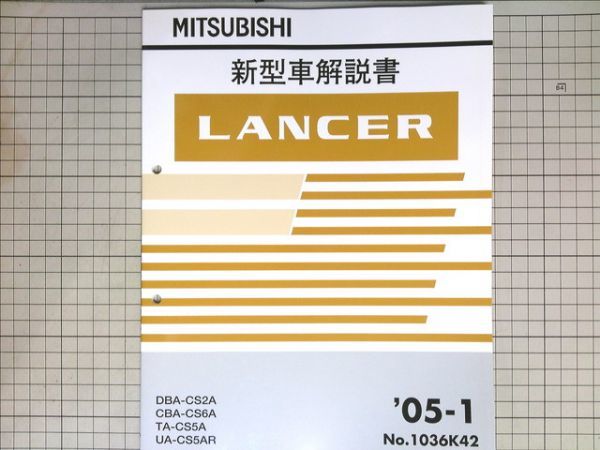 MITSUBISHI
新型車解説書
LANCER
DBA-CS2A
CBA-CS6A
TA-CS5A
UA-CS5AR
'05-1
No.1036K42